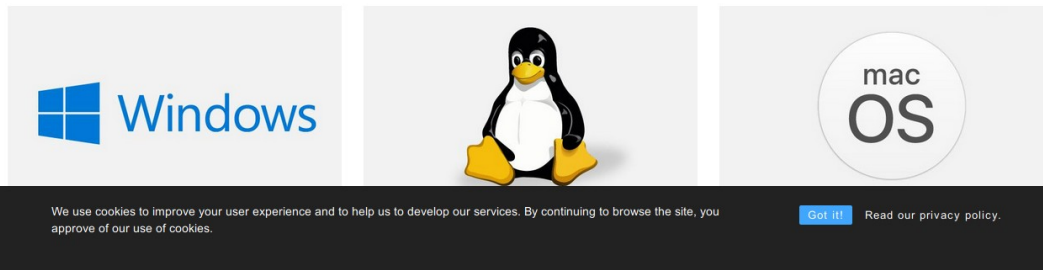 Windows
mac
OS
We use cookies to improve your user experience and to help us to develop our services. By continuing to browse the site, you
approve of our use of cookies.
Got it!
Read our privacy policy.